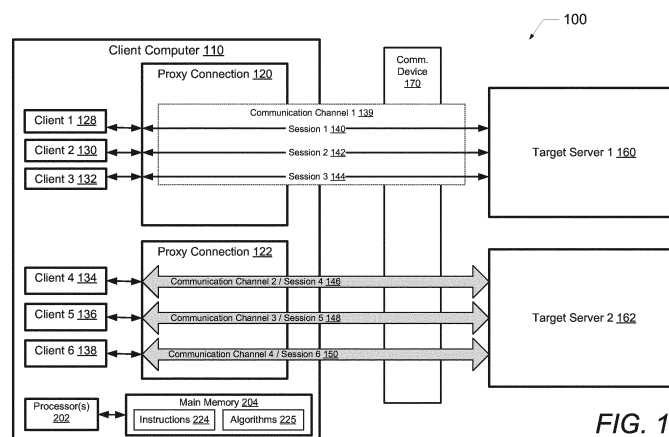 100
Client Computer 110
Comm.
Device
170
Proxy Connection 120
Communication Channel 1 139
Client 1 128
Session 1 140
Client 2 130
Session 2 142
Client 3 132
Session 3 144
Target Server 1 160
Proxy Connection 122
Client 4 134
Communication Channel 2 / Session 4 146
Client 5 136
Communication Channel 3 / Session 5 148
Client 6 138
Communication Channel 4 / Session 6 150
Target Server 2 162
Processor(s)
202
Main Memory 204
Instructions 224
Algorithms 225
FIG. 1